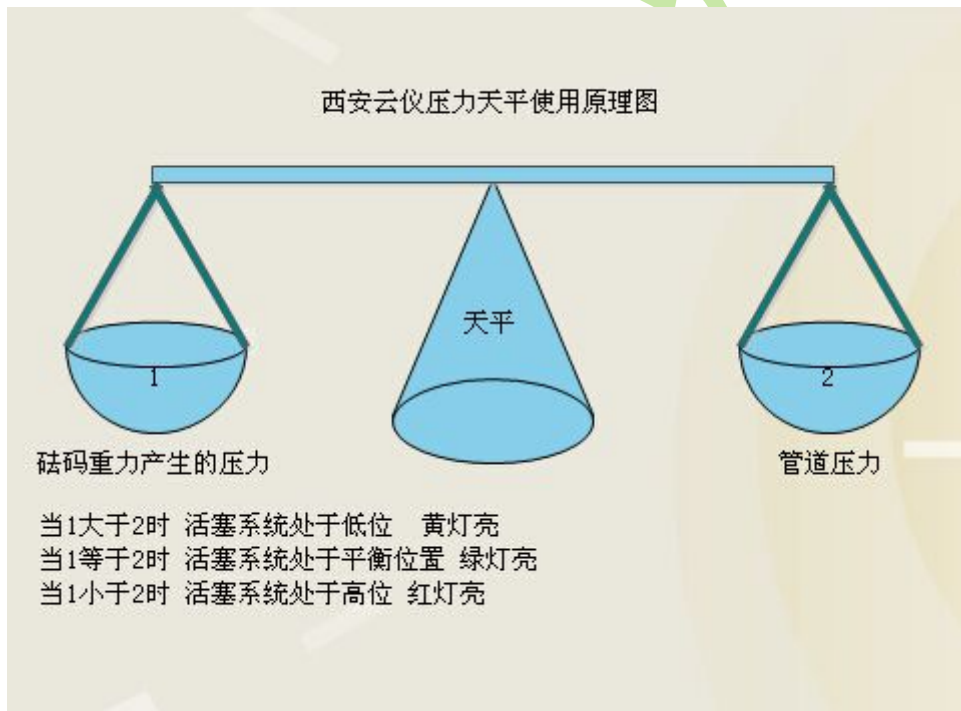 西安云仪压力天平使用原理图
天平
1
2
砝码重力产生的压力
管道压力
当1大于2时 活塞系统处于低位 黄灯亮
当1等于2时 活塞系统处于平衡位置 绿灯亮
当1小于2时 活塞系统处于高位 红灯亮